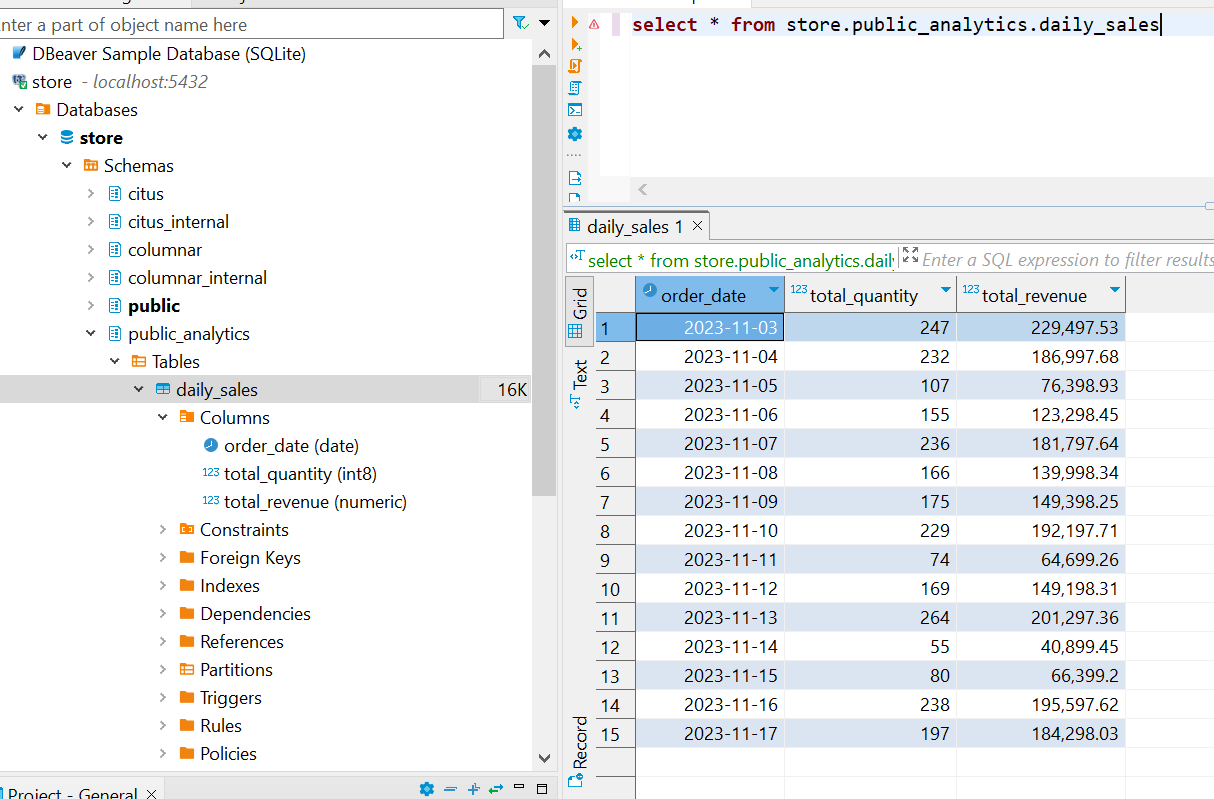 nter a part of object name here
DBeaver Sample Database (SQLite)
store - localhost:5432
Databases
store
Schemas
citus
citus_internal
columnar
columnar_internal
public
public_analytics
Tables
daily_sales 16K
Columns
order_date (date)
123 total_quantity (int8)
123 total_revenue (numeric)
Constraints
Foreign Keys
Indexes
Dependencies
References
Partitions
Triggers
Rules
Policies
Project - General
select * from store.public_analytics.daily_sales
daily_sales 1
select * from store.public_analytics.dail
Enter a SQL expression to filter results
Grid
Text
Record
order_date 123 total_quantity 123 total_revenue
1 2023-11-03 247 229,497.53
2 2023-11-04 232 186,997.68
3 2023-11-05 107 76,398.93
4 2023-11-06 155 123,298.45
5 2023-11-07 236 181,797.64
6 2023-11-08 166 139,998.34
7 2023-11-09 175 149,398.25
8 2023-11-10 229 192,197.71
9 2023-11-11 74 64,699.26
10 2023-11-12 169 149,198.31
11 2023-11-13 264 201,297.36
12 2023-11-14 55 40,899.45
13 2023-11-15 80 66,399.2
14 2023-11-16 238 195,597.62
15 2023-11-17 197 184,298.03